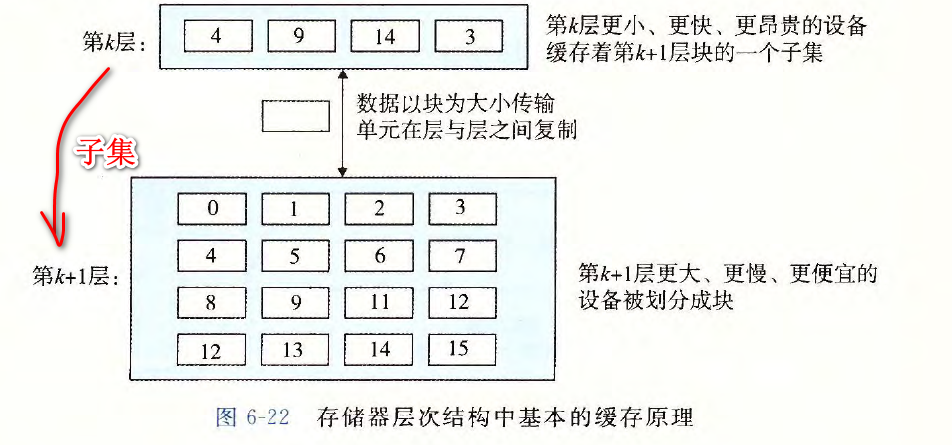 第k层：
4 9 14 3
第k层更小、更快、更昂贵的设备
缓存着第k+1层块的一个子集
数据以块为大小传输
单元在层与层之间复制
子集
第k+1层：
0 1 2 3
4 5 6 7
8 9 11 12
12 13 14 15
第k+1层更大、更慢、更便宜的
设备被划分成块
图 6-22 存储器层次结构中基本的缓存原理